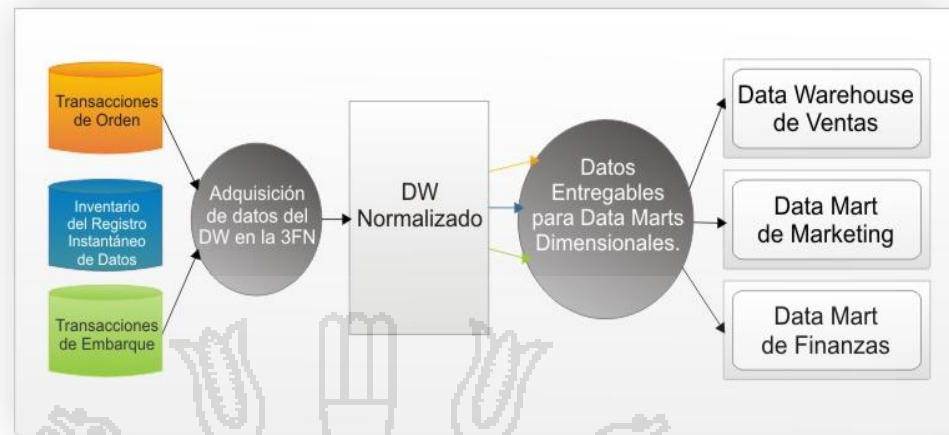 Transacciones
de Orden
Inventario
del Registro
Instantáneo
de Datos
Transacciones
de Embarque
Adquisición
de datos del
DW en la 3FN
DW
Normalizado
Datos
Entregables
para Data Marts
Dimensionales.
Data Warehouse
de Ventas
Data Mart
de Marketing
Data Mart
de Finanzas